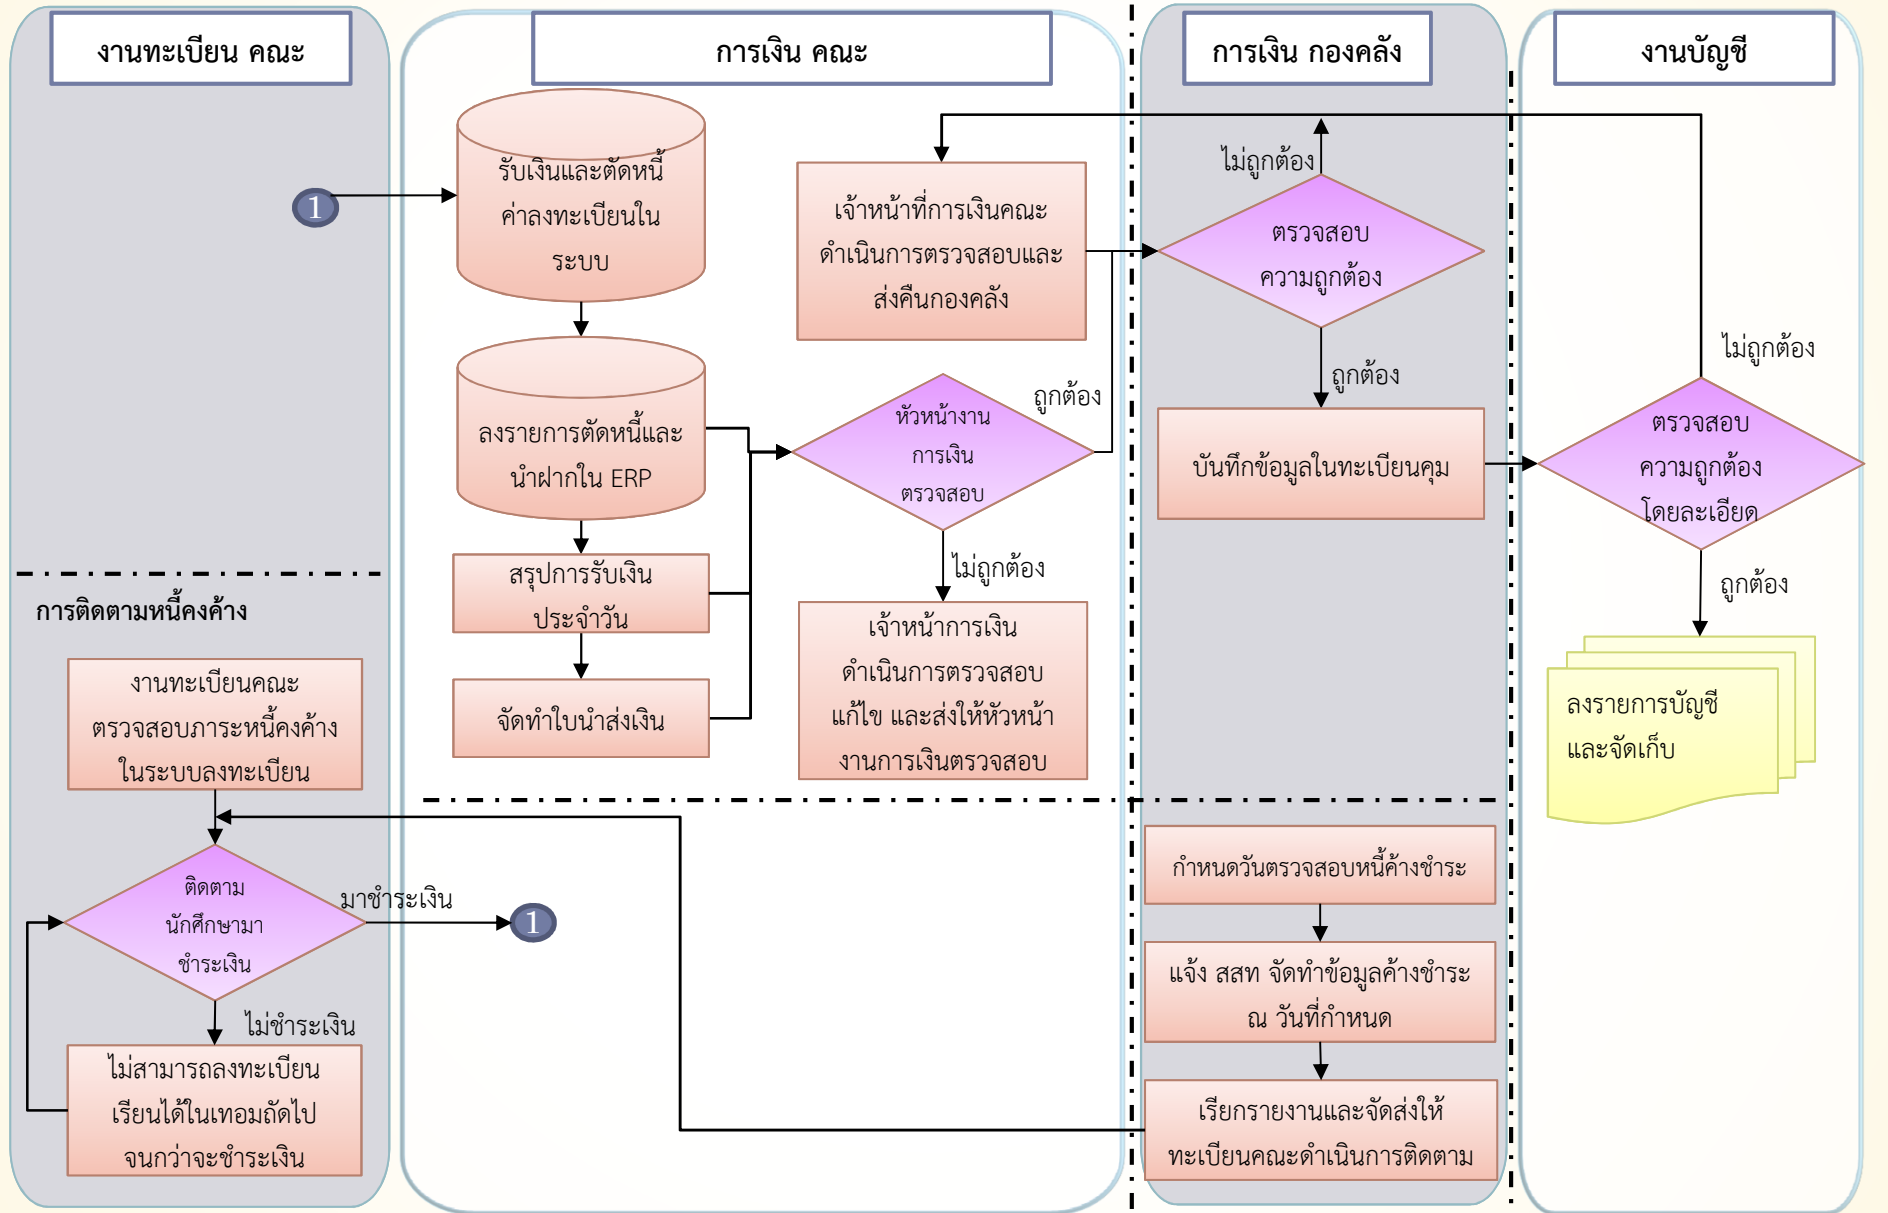 งานทะเบียน คณะ
การเงิน คณะ
การเงิน กองคลัง
งานบัญชี
1
รับเงินและตัดหนี้
ค่าลงทะเบียนใน
ระบบ
ลงรายการตัดหนี้และ
นำฝากใน ERP
สรุปการรับเงิน
ประจำวัน
จัดทำใบนำส่งเงิน
เจ้าหน้าที่การเงินคณะ
ดำเนินการตรวจสอบและ
ส่งคืนกองคลัง
หัวหน้างาน
การเงิน
ตรวจสอบ
ถูกต้อง
ไม่ถูกต้อง
เจ้าหน้าการเงิน
ดำเนินการตรวจสอบ
แก้ไข และส่งให้หัวหน้า
งานการเงินตรวจสอบ
ไม่ถูกต้อง
ตรวจสอบ
ความถูกต้อง
ถูกต้อง
บันทึกข้อมูลในทะเบียนคุม
ไม่ถูกต้อง
ตรวจสอบ
ความถูกต้อง
โดยละเอียด
ถูกต้อง
ลงรายการบัญชี
และจัดเก็บ
การติดตามหนี้คงค้าง
งานทะเบียนคณะ
ตรวจสอบภาระหนี้คงค้าง
ในระบบลงทะเบียน
ติดตาม
นักศึกษามา
ชำระเงิน
มาชำระเงิน
1
ไม่ชำระเงิน
ไม่สามารถลงทะเบียน
เรียนได้ในเทอมถัดไป
จนกว่าจะชำระเงิน
กำหนดวันตรวจสอบหนี้ค้างชำระ
แจ้ง สสท จัดทำข้อมูลค้างชำระ
ณ วันที่กำหนด
เรียกรายงานและจัดส่งให้
ทะเบียนคณะดำเนินการติดตาม